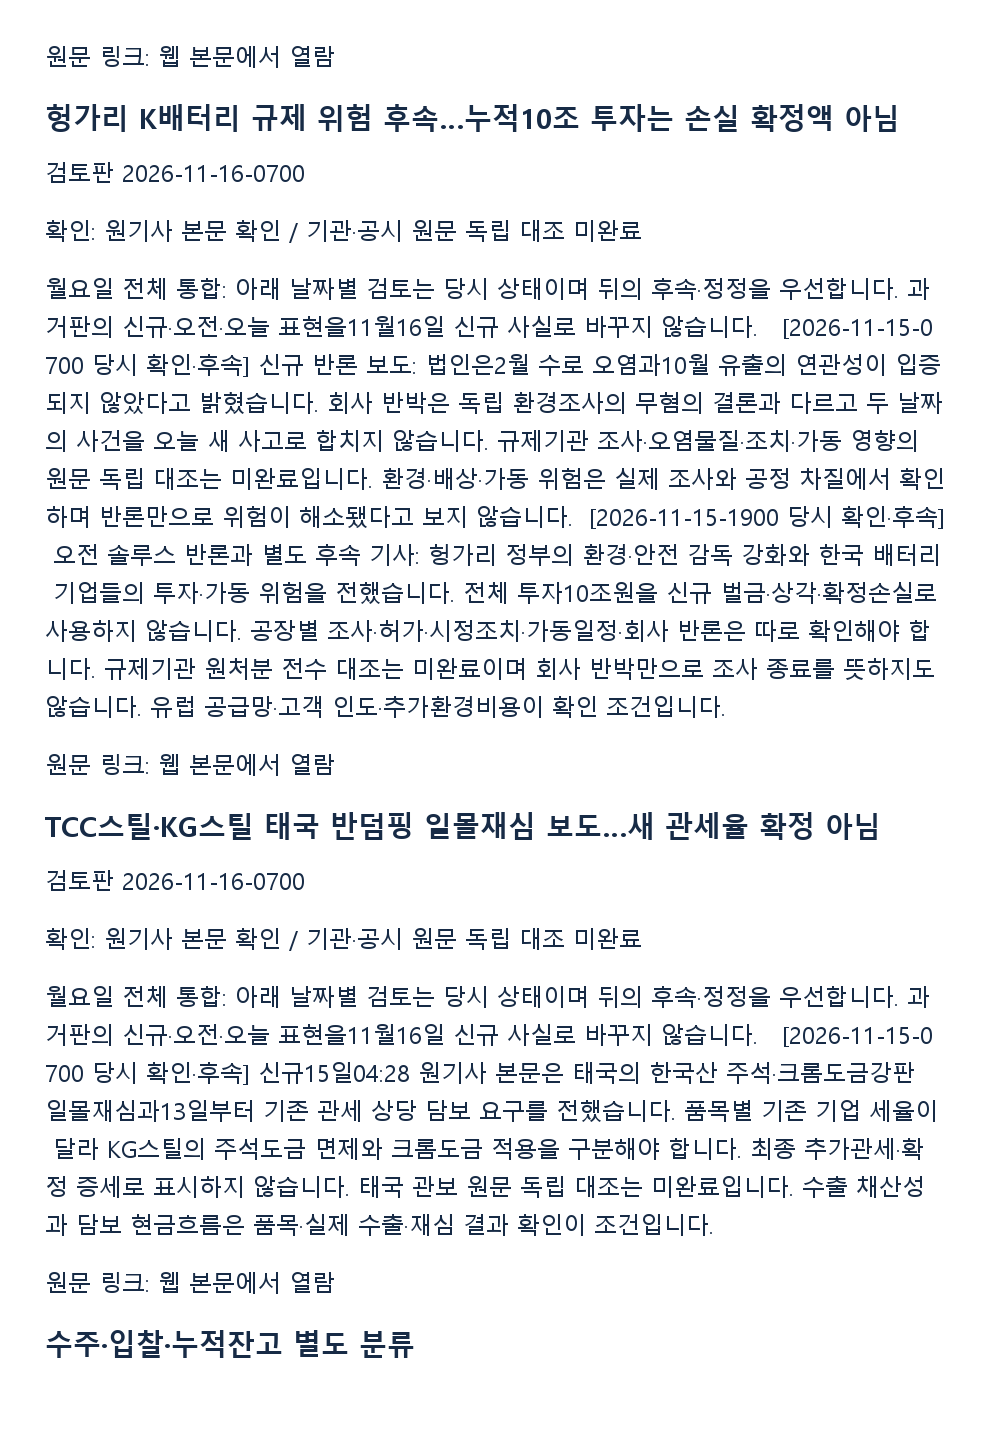 원문 링크: 웹 본문에서 열람
헝가리 K배터리 규제 위험 후속…누적10조 투자는 손실 확정액 아님
검토판 2026-11-16-0700
확인: 원기사 본문 확인 / 기관·공시 원문 독립 대조 미완료
월요일 전체 통합: 아래 날짜별 검토는 당시 상태이며 뒤의 후속·정정을 우선합니다. 과
거판의 신규·오전·오늘 표현을11월16일 신규 사실로 바꾸지 않습니다.   [2026-11-15-0
700 당시 확인·후속] 신규 반론 보도: 법인은2월 수로 오염과10월 유출의 연관성이 입증
되지 않았다고 밝혔습니다. 회사 반박은 독립 환경조사의 무혐의 결론과 다르고 두 날짜
의 사건을 오늘 새 사고로 합치지 않습니다. 규제기관 조사·오염물질·조치·가동 영향의
원문 독립 대조는 미완료입니다. 환경·배상·가동 위험은 실제 조사와 공정 차질에서 확인
하며 반론만으로 위험이 해소됐다고 보지 않습니다.  [2026-11-15-1900 당시 확인·후속]
오전 솔루스 반론과 별도 후속 기사: 헝가리 정부의 환경·안전 감독 강화와 한국 배터리
기업들의 투자·가동 위험을 전했습니다. 전체 투자10조원을 신규 벌금·상각·확정손실로
사용하지 않습니다. 공장별 조사·허가·시정조치·가동일정·회사 반론은 따로 확인해야 합
니다. 규제기관 원처분 전수 대조는 미완료이며 회사 반박만으로 조사 종료를 뜻하지도
않습니다. 유럽 공급망·고객 인도·추가환경비용이 확인 조건입니다.
원문 링크: 웹 본문에서 열람
TCC스틸·KG스틸 태국 반덤핑 일몰재심 보도…새 관세율 확정 아님
검토판 2026-11-16-0700
확인: 원기사 본문 확인 / 기관·공시 원문 독립 대조 미완료
월요일 전체 통합: 아래 날짜별 검토는 당시 상태이며 뒤의 후속·정정을 우선합니다. 과
거판의 신규·오전·오늘 표현을11월16일 신규 사실로 바꾸지 않습니다.   [2026-11-15-0
700 당시 확인·후속] 신규15일04:28 원기사 본문은 태국의 한국산 주석·크롬도금강판
일몰재심과13일부터 기존 관세 상당 담보 요구를 전했습니다. 품목별 기존 기업 세율이
달라 KG스틸의 주석도금 면제와 크롬도금 적용을 구분해야 합니다. 최종 추가관세·확
정 증세로 표시하지 않습니다. 태국 관보 원문 독립 대조는 미완료입니다. 수출 채산성
과 담보 현금흐름은 품목·실제 수출·재심 결과 확인이 조건입니다.
원문 링크: 웹 본문에서 열람
수주·입찰·누적잔고 별도 분류